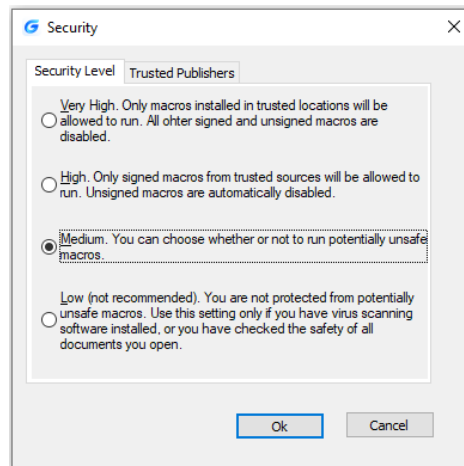 Security
Security Level Trusted Publishers
Very High. Only macros installed in trusted locations will be
allowed to run. All ohter signed and unsigned macros are
disabled.
High. Only signed macros from trusted sources will be allowed to
run. Unsigned macros are automatically disabled.
Medium. You can choose whether or not to run potentially unsafe
macros.
Low (not recommended). You are not protected from potentially
unsafe macros. Use this setting only if you have virus scanning
software installed, or you have checked the safety of all
documents you open.
Ok Cancel